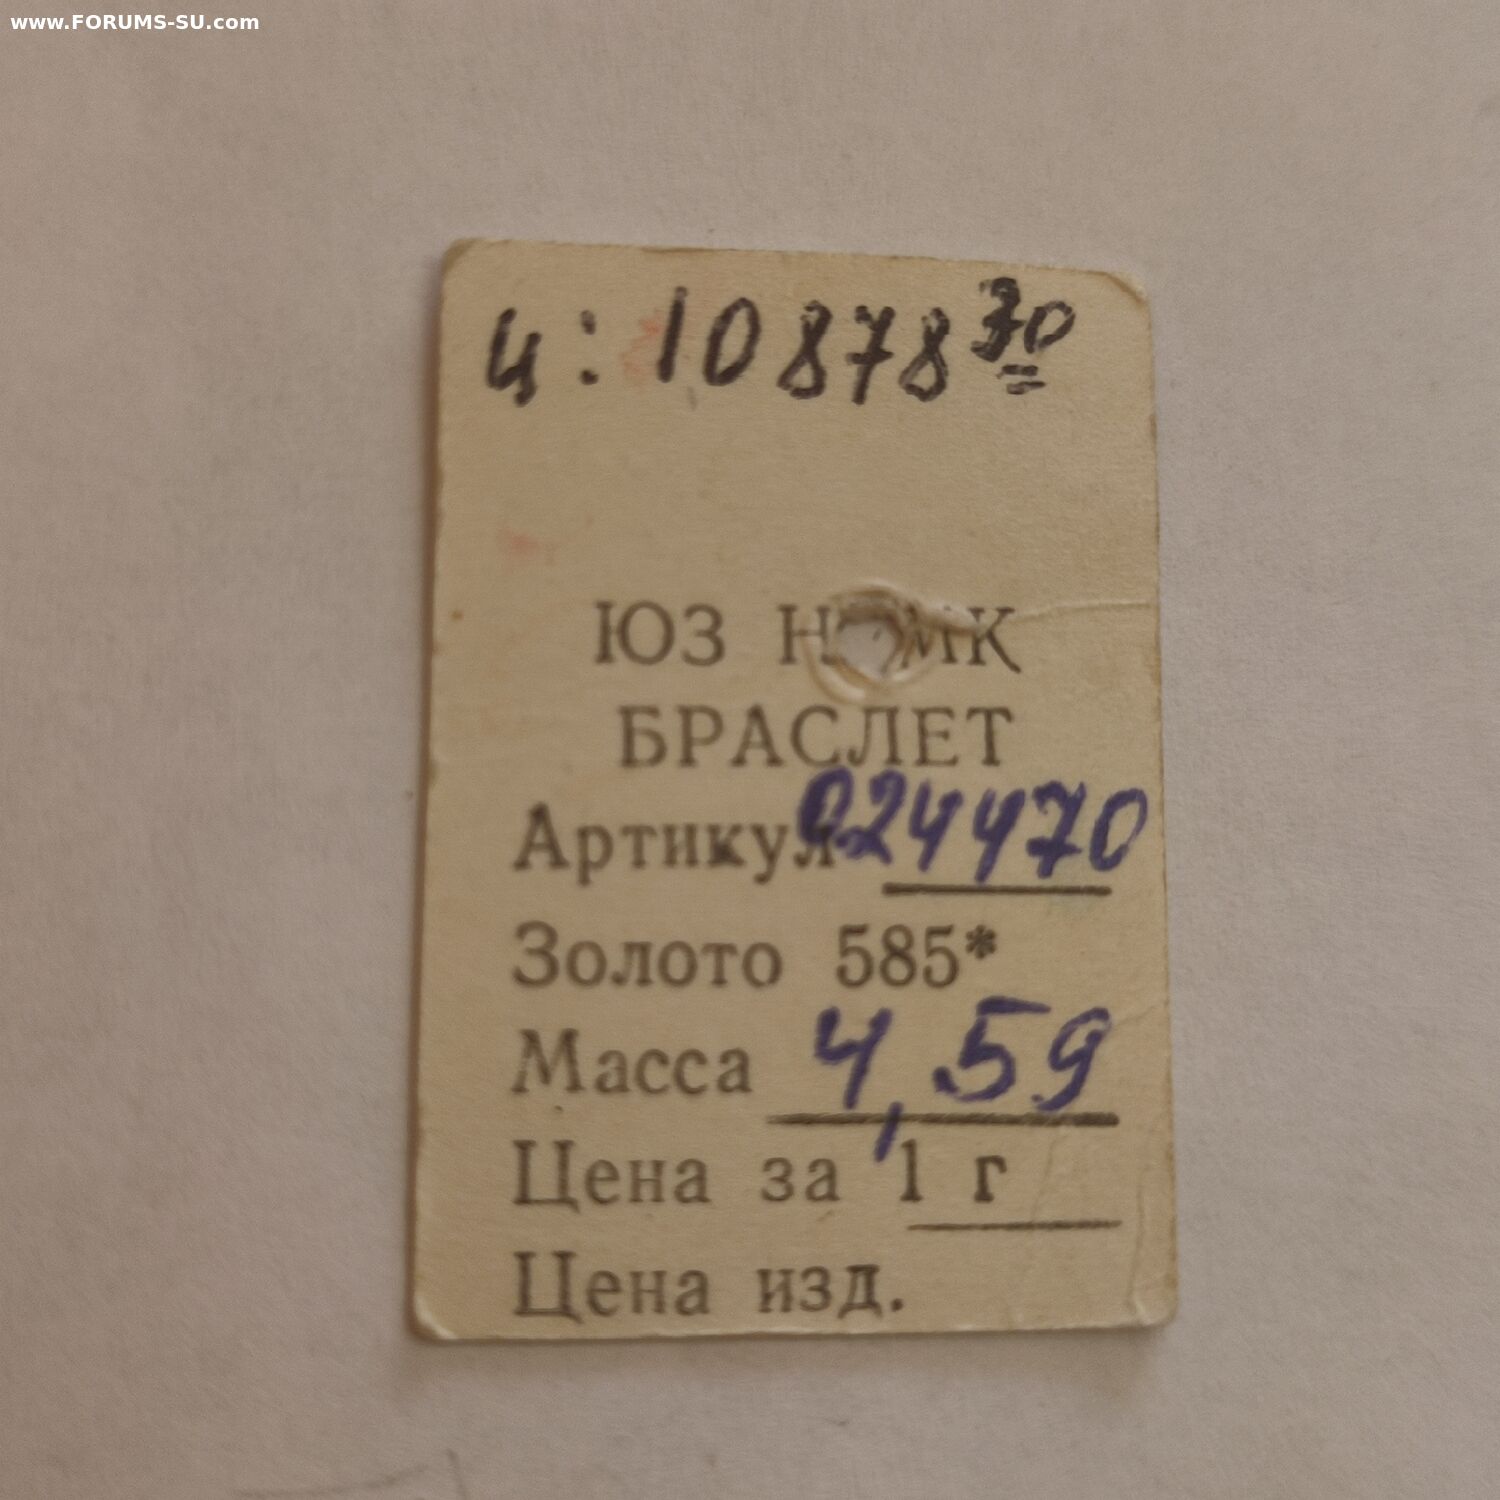 www.FORUMS-SU.com
ц: 10878 30
ЮЗ
БРАСЛЕТ
Артикул 024470
Золото 585*
Масса 4,59
Цена за 1 г
Цена изд.